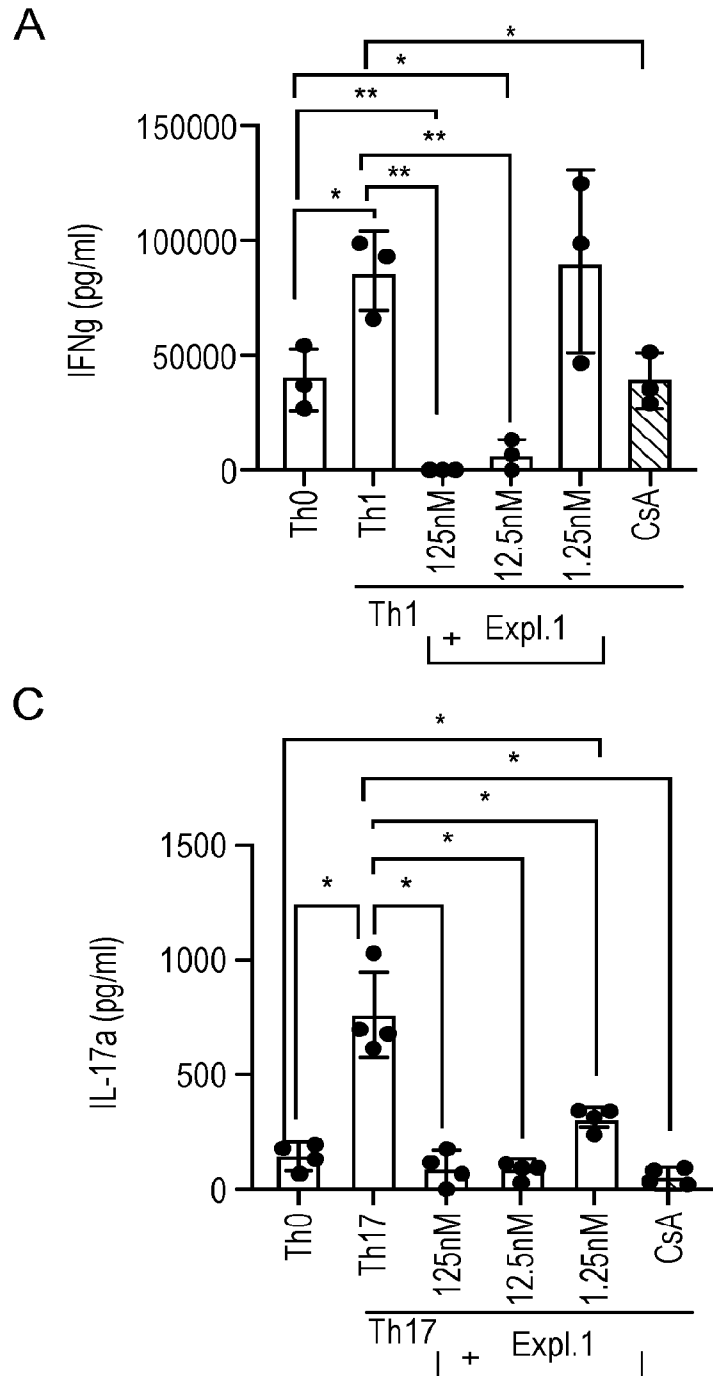 A
*
*
**
**
**
*
IFNg (pg/ml)
150000
100000
50000
0
Th0
Th1
125nM
12.5nM
1.25nM
CsA
Th1
+ Expl.1
C
*
*
*
*
*
*
IL-17a (pg/ml)
1500
1000
500
0
Th0
Th17
125nM
12.5nM
1.25nM
CsA
Th17
+ Expl.1